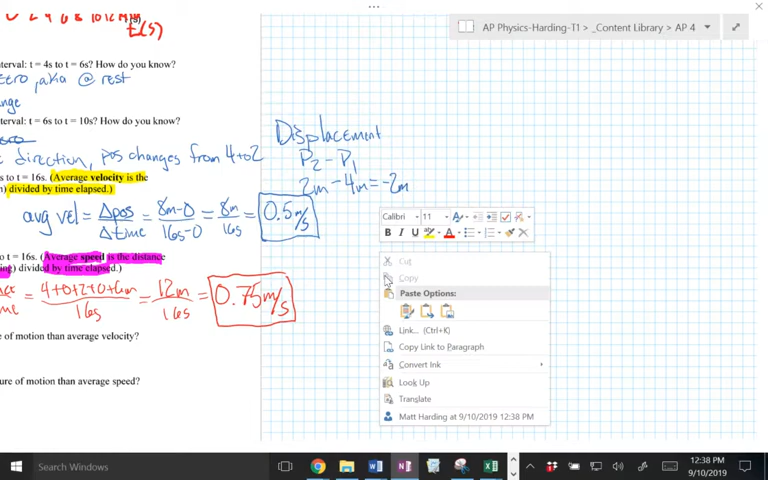 t(s)
AP Physics-Harding-T1 > _Content Library > AP 4
nterval: t = 4s to t = 6s? How do you know?
zero, aka @ rest
ange
nterval: t = 6s to t = 10s? How do you know?
Displacement
direction, pos changes from 4→2
P2 - P1
s to t = 16s. (Average velocity is the
divided by time elapsed.)
2m - 4m = -2m
avg vel = Δpos/Δtime = 8m-0/16s-0 = 8m/16s = 0.5 m/s
Calibri 11
B I U
o t = 16s. (Average speed is the distance
ing) divided by time elapsed.)
= 4+0+2+0+6m/16s = 12m/16s = 0.75 m/s
Cut
Copy
Paste Options:
Link... (Ctrl+K)
Copy Link to Paragraph
Convert Ink
Look Up
Translate
Matt Harding at 9/10/2019 12:38 PM
e of motion than average velocity?
ure of motion than average speed?
Search Windows
12:38 PM
9/10/2019